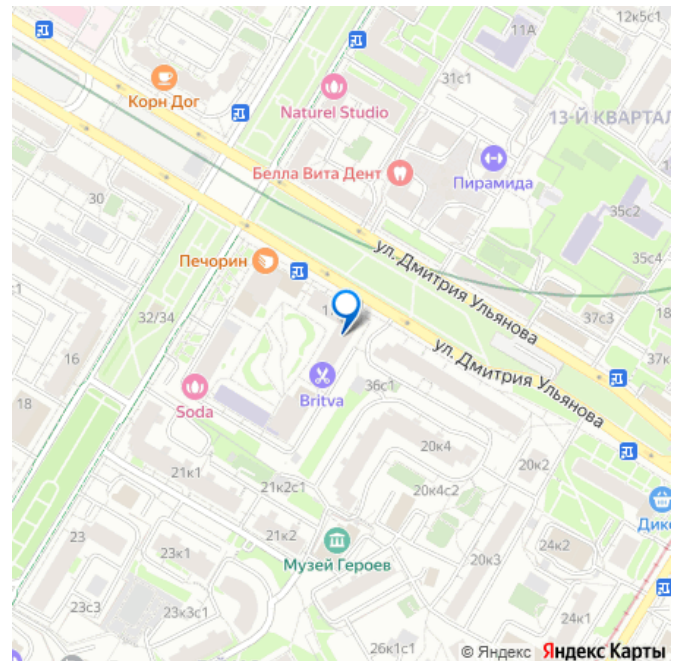 12к5с1
11А
31с1
Корн Дог
Naturel Studio
13-Й КВАРТАЛ
Белла Вита Дент
Пирамида
30
35с2
ул. Дмитрия Ульянова
35с4
Печорин
32/34
37с3
18
16
ул. Дмитрия Ульянова
37к
Britva
36с1
Soda
18
20к4
20к2
21к1
21к2с1
20к4с2
Дикс
23
21к2
23к1
Музей Героев
24к2
20к3
23с3
23к3с1
24к1
26к1с1
© Яндекс Яндекс Карты